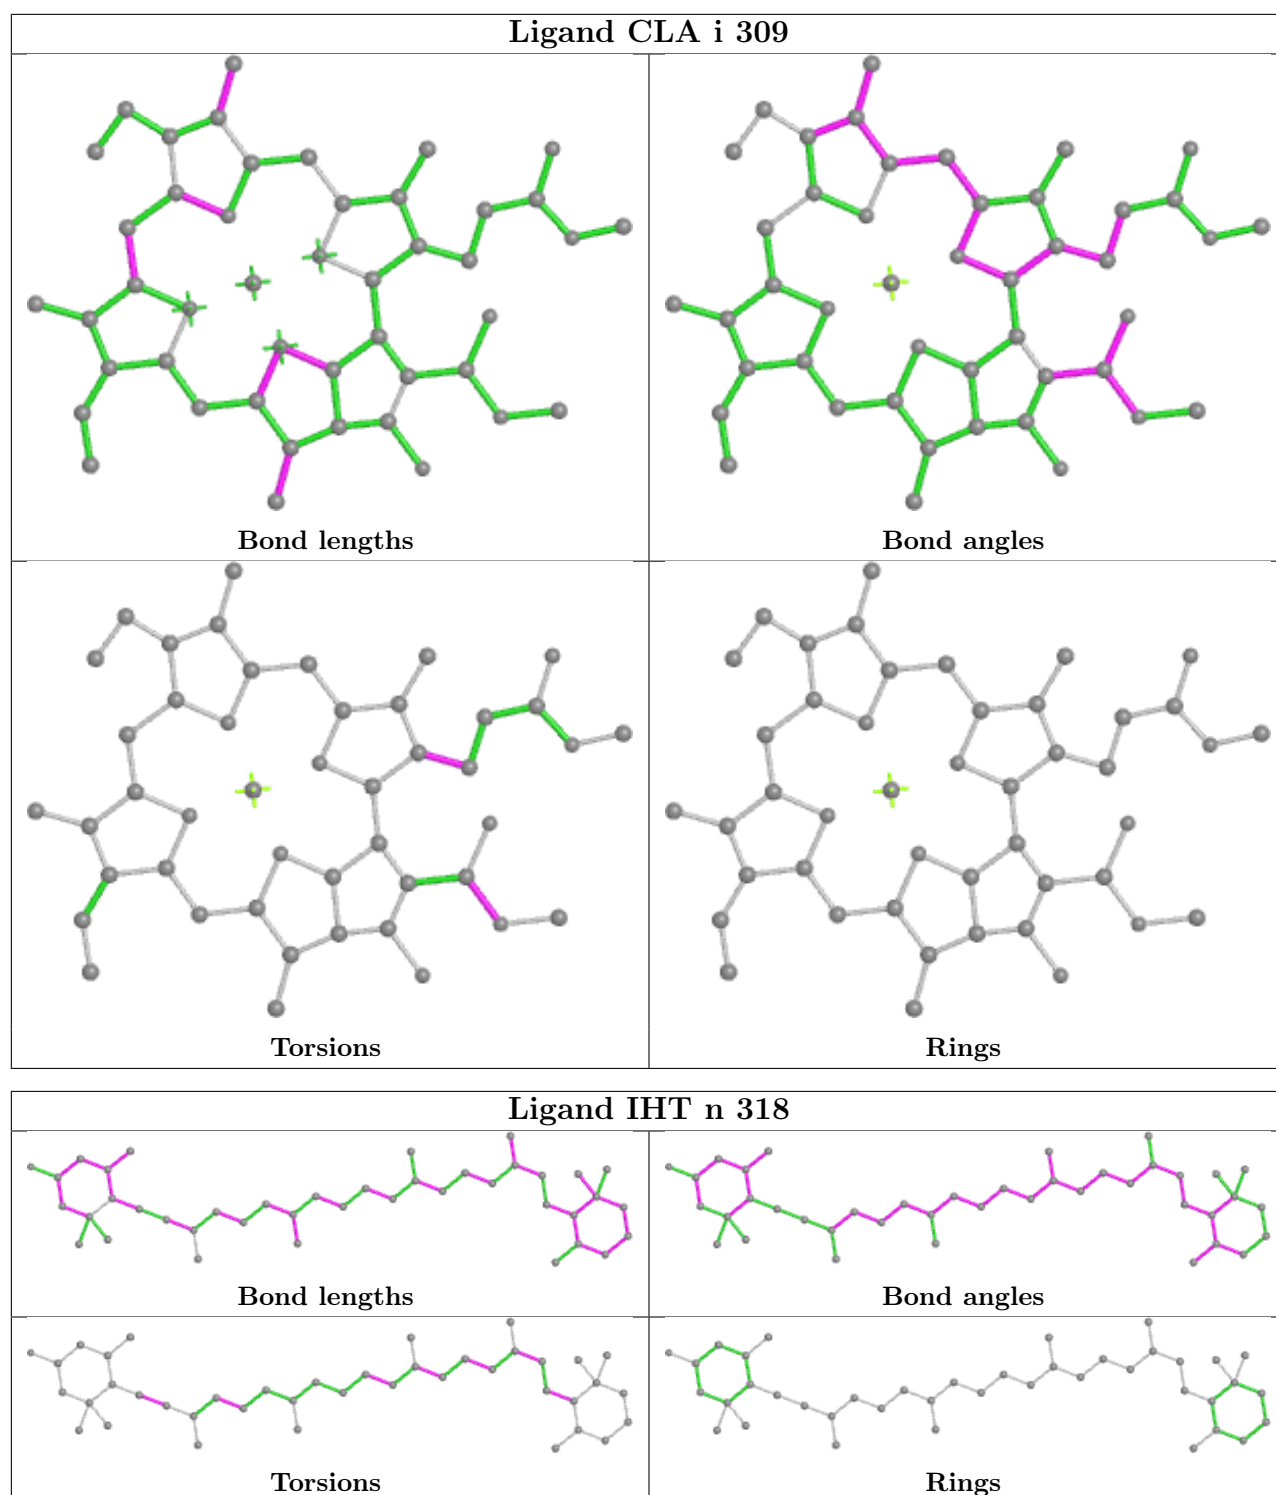 Ligand CLA i 309
Bond lengths
Bond angles
Torsions
Rings
Ligand IHT n 318
Bond lengths
Bond angles
Torsions
Rings